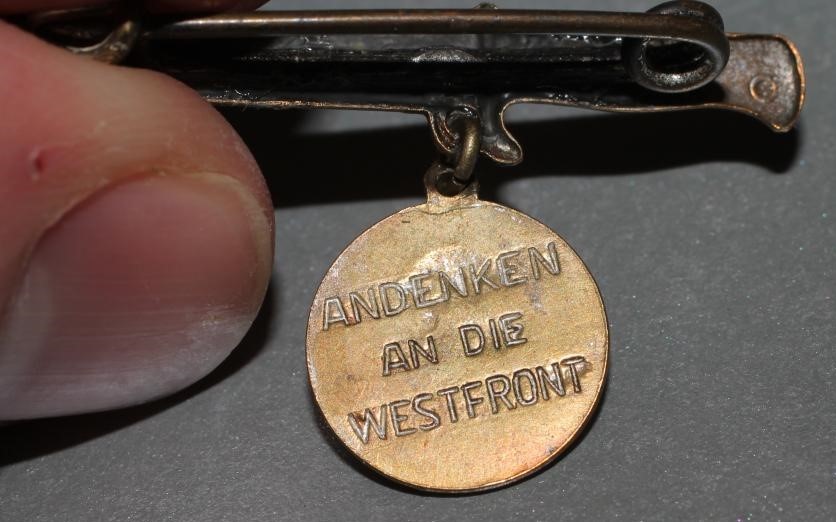 ANDENKEN
AN DIE
WESTFRONT